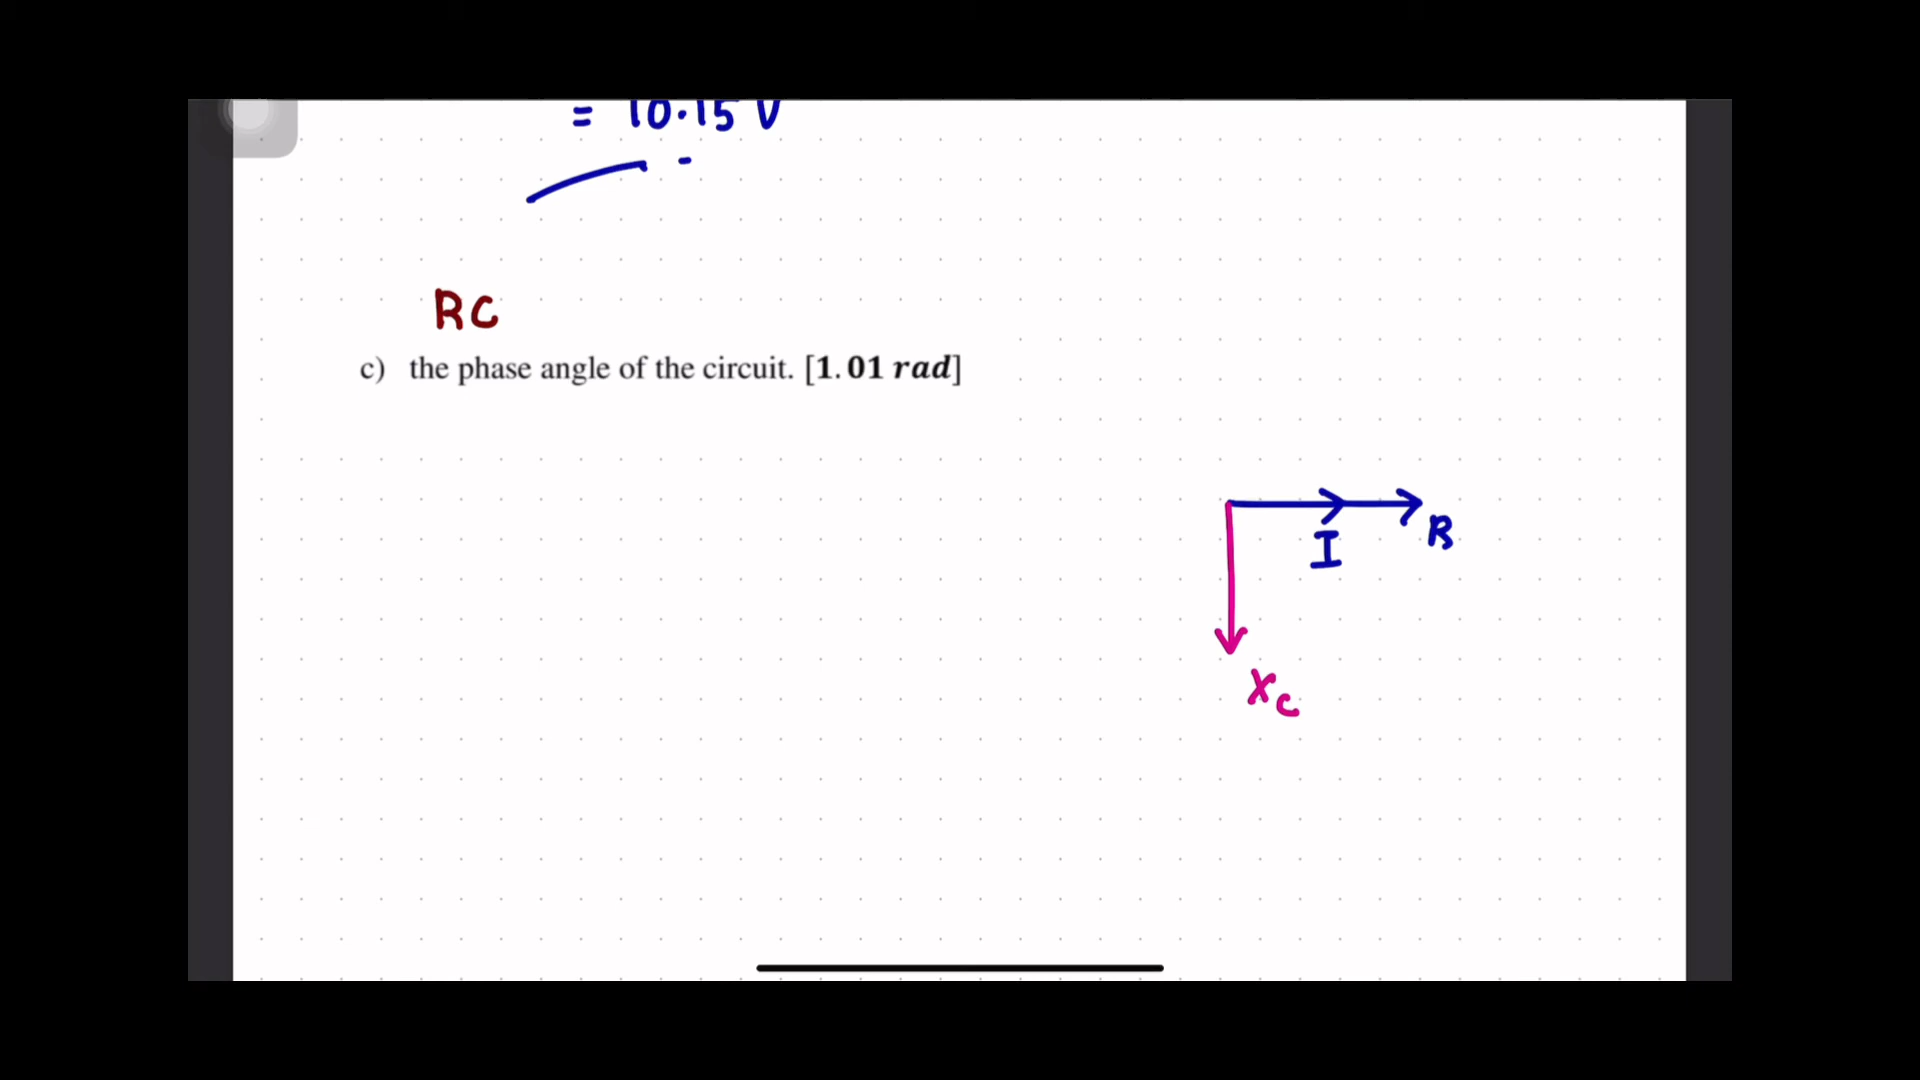 = 10.15 V
RC
c) the phase angle of the circuit. [1.01 rad]
R
I
Xc